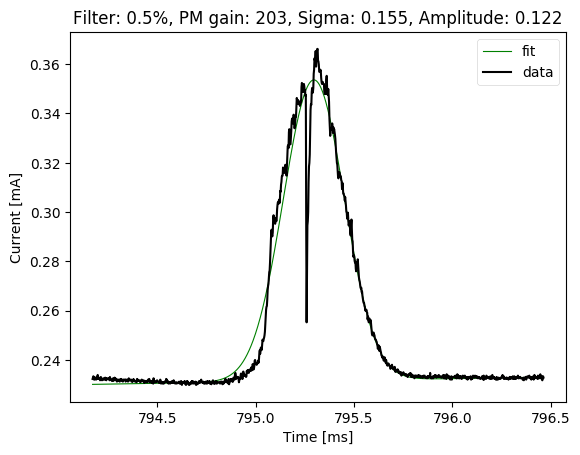 Filter: 0.5%, PM gain: 203, Sigma: 0.155, Amplitude: 0.122
fit
data
0.36
0.34
0.32
0.30
0.28
0.26
0.24
Current [mA]
794.5 795.0 795.5 796.0 796.5
Time [ms]